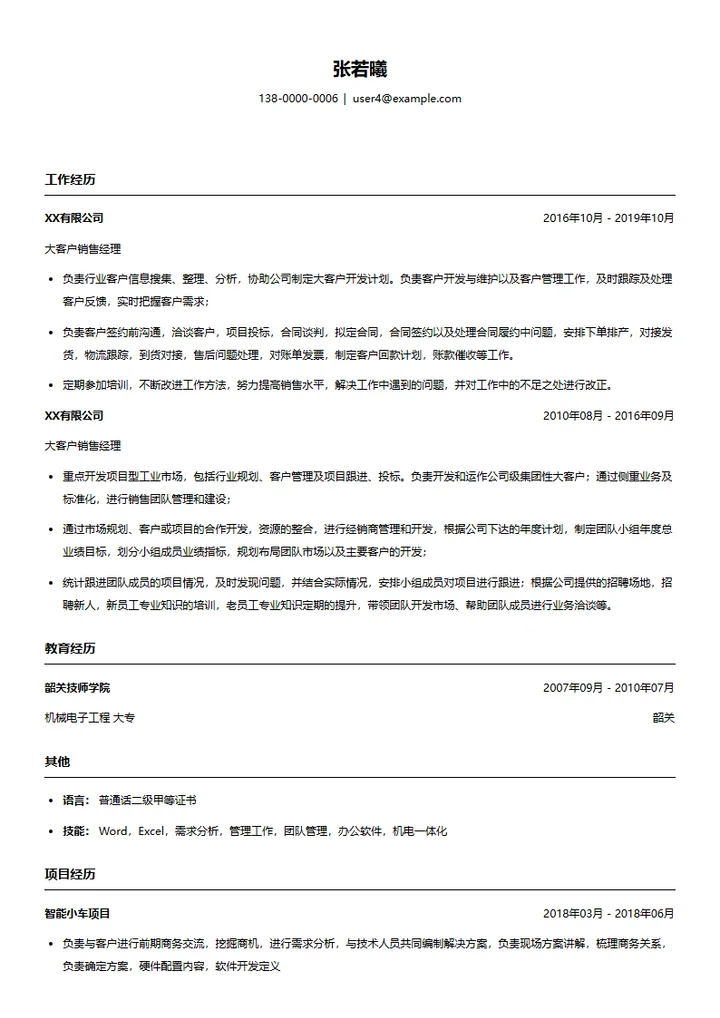 张若曦
138-0000-0006 | user4@example.com
工作经历
XX有限公司 2016年10月 - 2019年10月
大客户销售经理
• 负责行业客户信息搜集、整理、分析，协助公司制定大客户开发计划。负责客户开发与维护以及客户管理工作，及时跟踪及处理
客户反馈，实时把握客户需求；
• 负责客户签约前沟通，洽谈客户，项目投标，合同谈判，拟定合同，合同签约以及处理合同履约中问题，安排下单排产，对接发
货，物流跟踪，到货对接，售后问题处理，对账单发票，制定客户回款计划，账款催收等工作。
• 定期参加培训，不断改进工作方法，努力提高销售水平，解决工作中遇到的问题，并对工作中的不足之处进行改正。
XX有限公司 2010年08月 - 2016年09月
大客户销售经理
• 重点开发项目型工业市场，包括行业规划、客户管理及项目跟进、投标。负责开发和运作公司级集团性大客户；通过侧重业务及
标准化，进行销售团队管理和建设；
• 通过市场规划、客户或项目的合作开发，资源的整合，进行经销商管理和开发，根据公司下达的年度计划，制定团队小组年度总
业绩目标，划分小组成员业绩指标，规划布局团队市场以及主要客户的开发；
• 统计跟进团队成员的项目情况，及时发现问题，并结合实际情况，安排小组成员对项目进行跟进；根据公司提供的招聘场地，招
聘新人，新员工专业知识的培训，老员工专业知识定期的提升，带领团队开发市场、帮助团队成员进行业务洽谈等。
教育经历
韶关技师学院 2007年09月 - 2010年07月
机械电子工程 大专 韶关
其他
• 语言： 普通话二级甲等证书
• 技能： Word，Excel，需求分析，管理工作，团队管理，办公软件，机电一体化
项目经历
智能小车项目 2018年03月 - 2018年06月
• 负责与客户进行前期商务交流，挖掘商机，进行需求分析，与技术人员共同编制解决方案，负责现场方案讲解，梳理商务关系，
负责确定方案，硬件配置内容，软件开发定义